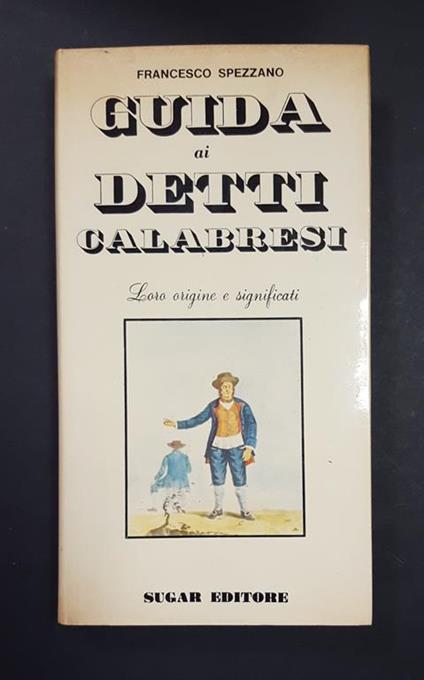 FRANCESCO SPEZZANO
GUIDA
ai
DETTI
CALABRESI
Loro origine e significati
SUGAR EDITORE